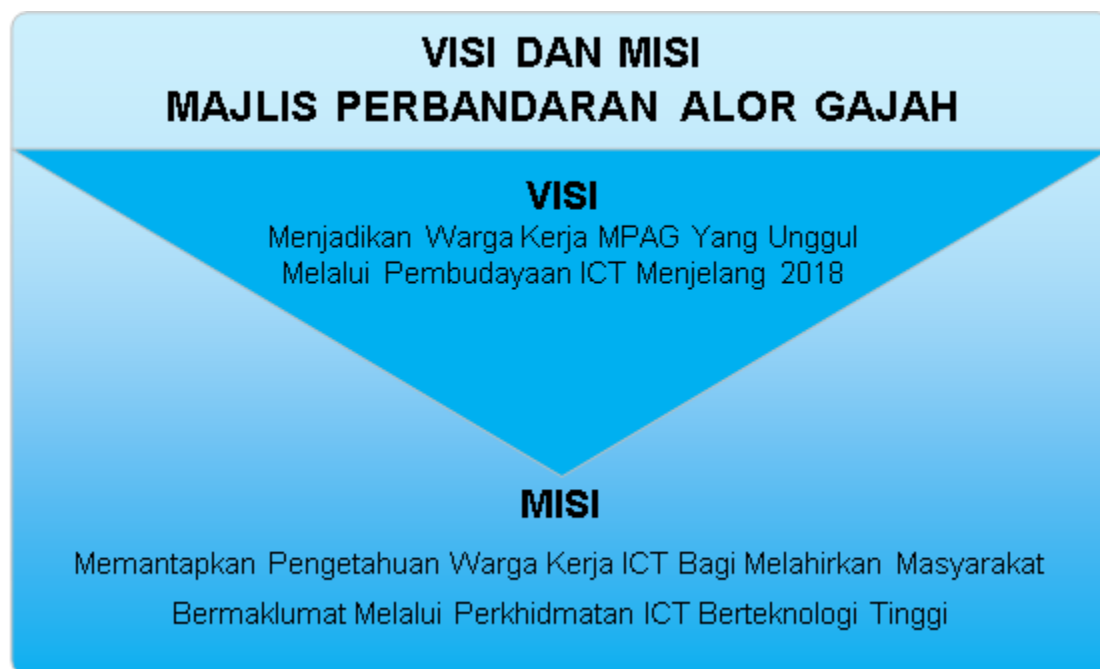 VISI DAN MISI
MAJLIS PERBANDARAN ALOR GAJAH
VISI
Menjadikan Warga Kerja MPAG Yang Unggul
Melalui Pembudayaan ICT Menjelang 2018
MISI
Memantapkan Pengetahuan Warga Kerja ICT Bagi Melahirkan Masyarakat
Bermaklumat Melalui Perkhidmatan ICT Berteknologi Tinggi